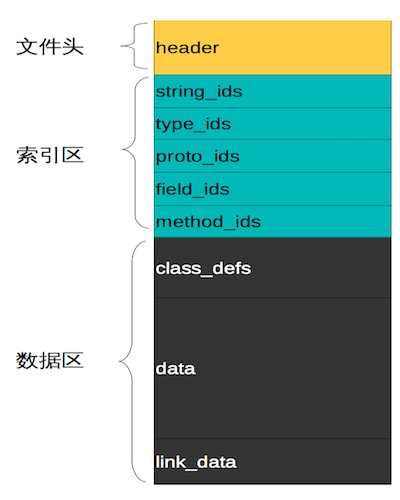 文件头
header
string_ids
type_ids
索引区
proto_ids
field_ids
method_ids
class_defs
数据区
data
link_data